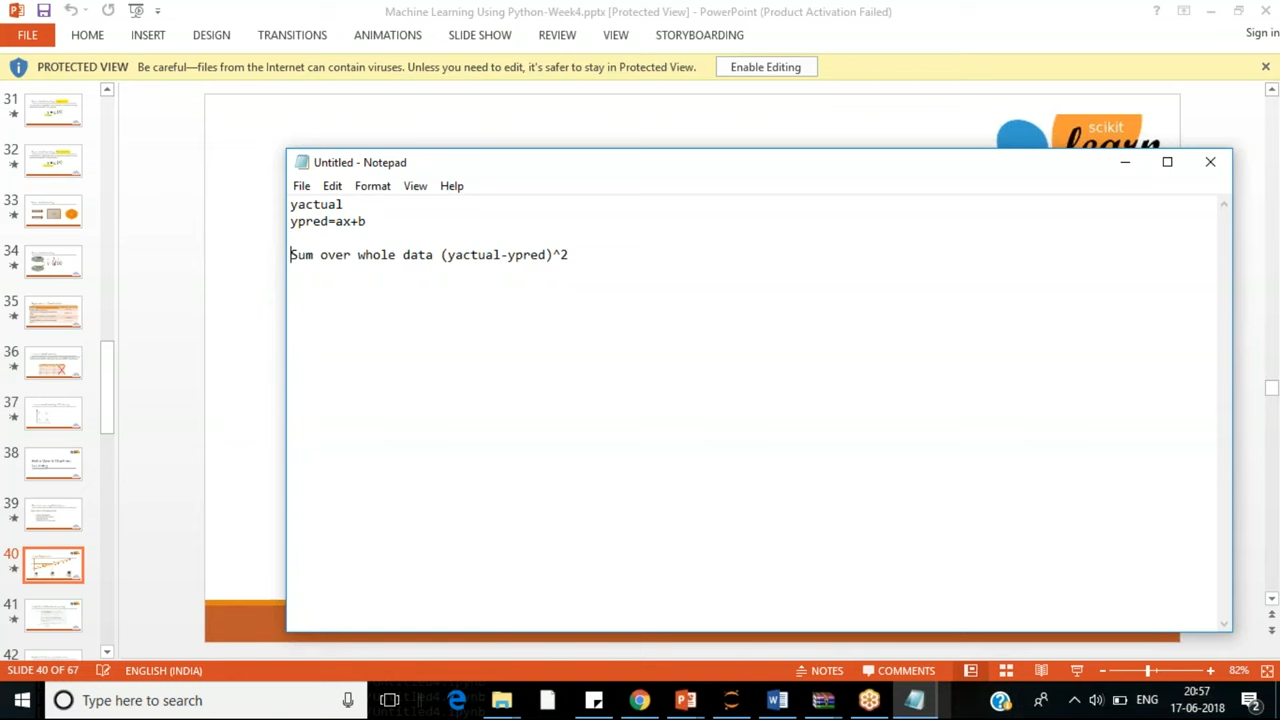 Machine Learning Using Python-Week4.pptx [Protected View] - PowerPoint (Product Activation Failed)
FILE HOME INSERT DESIGN TRANSITIONS ANIMATIONS SLIDE SHOW REVIEW VIEW STORYBOARDING Sign in
PROTECTED VIEW Be careful—files from the Internet can contain viruses. Unless you need to edit, it's safer to stay in Protected View. Enable Editing
31
32
33
34
35
36
37
38
39
40
41
42
scikit
learn
Untitled - Notepad
File Edit Format View Help
yactual
ypred=ax+b
Sum over whole data (yactual-ypred)^2
SLIDE 40 OF 67 ENGLISH (INDIA) NOTES COMMENTS 82%
Type here to search
Untitled4.ipynb
ENG
20:57
17-06-2018
2